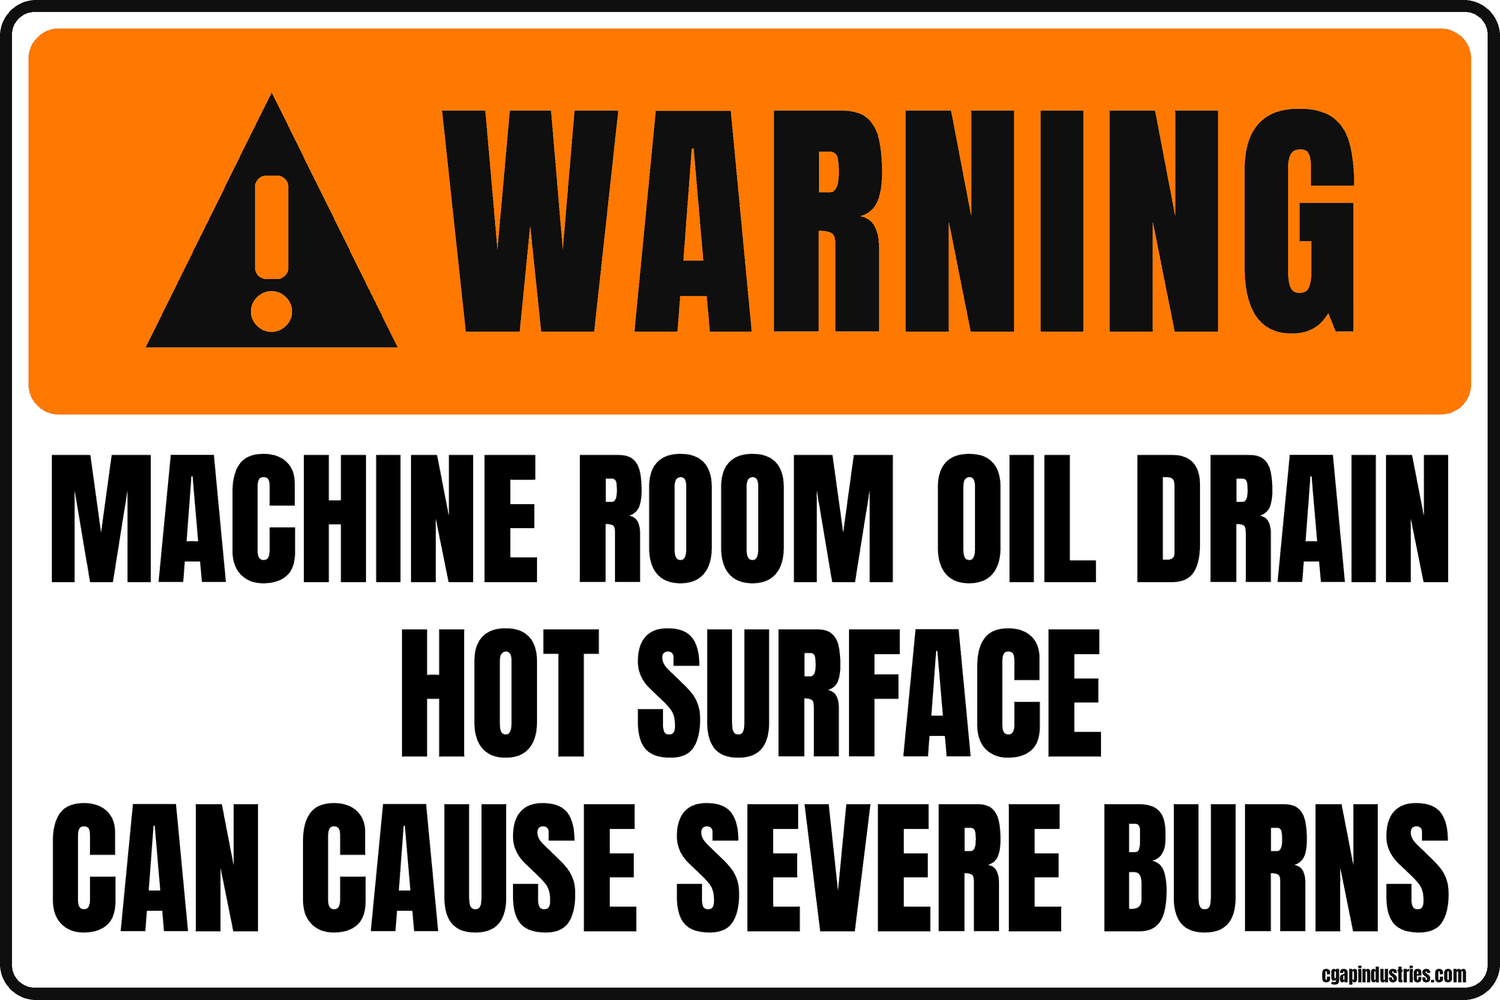 WARNING
MACHINE ROOM OIL DRAIN
HOT SURFACE
CAN CAUSE SEVERE BURNS
cgapindustries.com